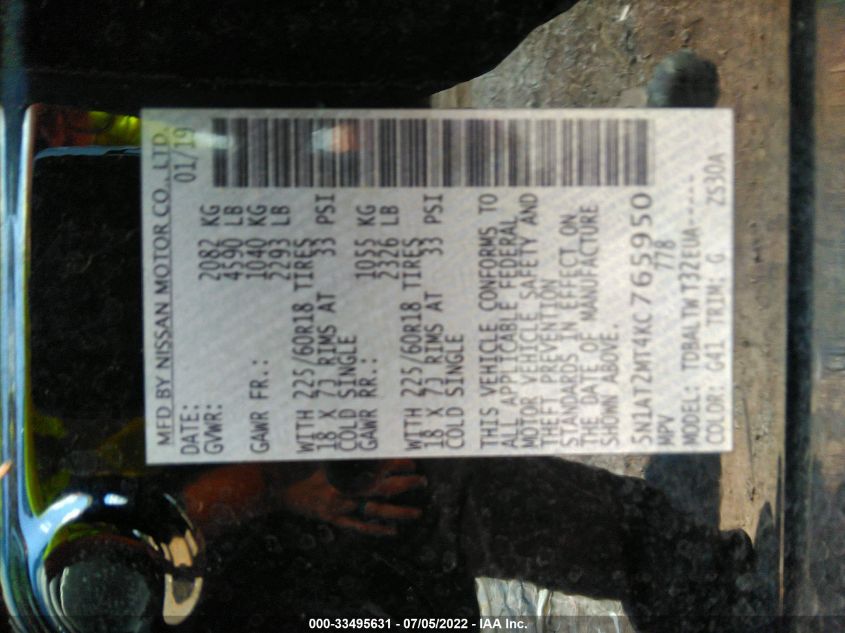 MFD BY NISSAN MOTOR CO., LTD.
DATE: 01/19
GVWR: 2082 KG
4590 LB
GAWR FR.: 1040 KG
2293 LB
WITH 225/60R18 TIRES
18 X 7J RIMS AT 33 PSI
COLD SINGLE
GAWR RR.: 1055 KG
2326 LB
WITH 225/60R18 TIRES
18 X 7J RIMS AT 33 PSI
COLD SINGLE
THIS VEHICLE CONFORMS TO
ALL APPLICABLE FEDERAL
MOTOR VEHICLE SAFETY AND
THEFT PREVENTION
STANDARDS IN EFFECT ON
THE DATE OF MANUFACTURE
SHOWN ABOVE.
5N1AT2MT4KC765950
MPV 778
MODEL: TDBALTWT32EUA-----
COLOR: G41 TRIM: G ZS30A
000-33495631 - 07/05/2022 - IAA Inc.